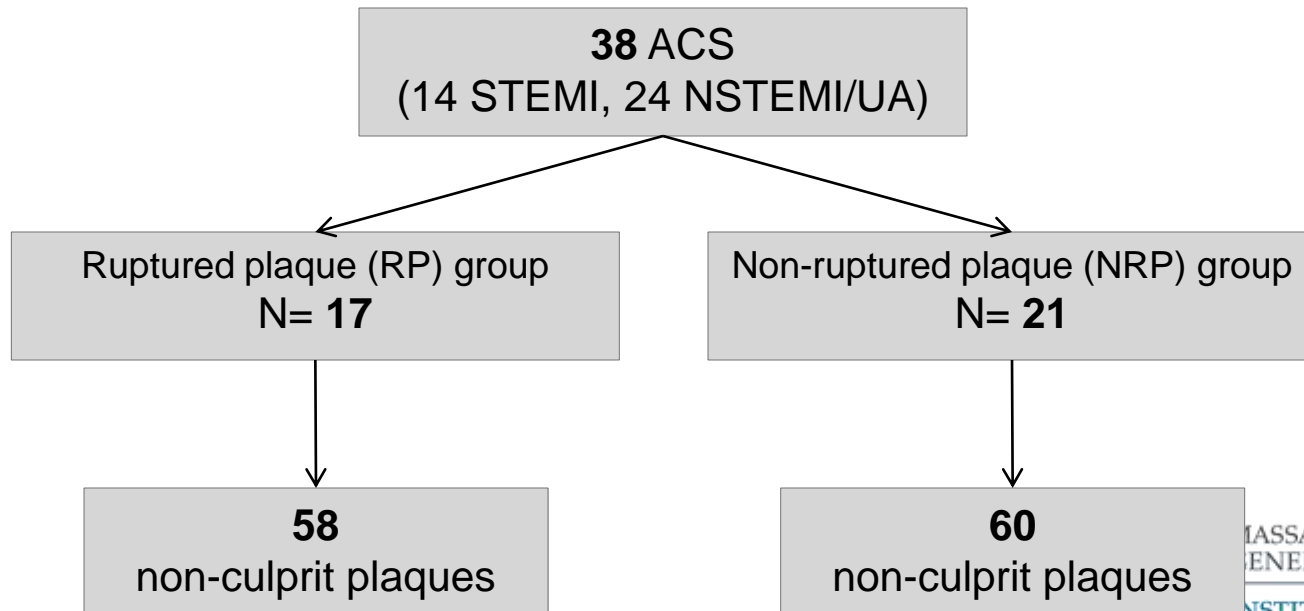 38 ACS
(14 STEMI, 24 NSTEMI/UA)
Ruptured plaque (RP) group
N= 17
Non-ruptured plaque (NRP) group
N= 21
58
non-culprit plaques
60
non-culprit plaques